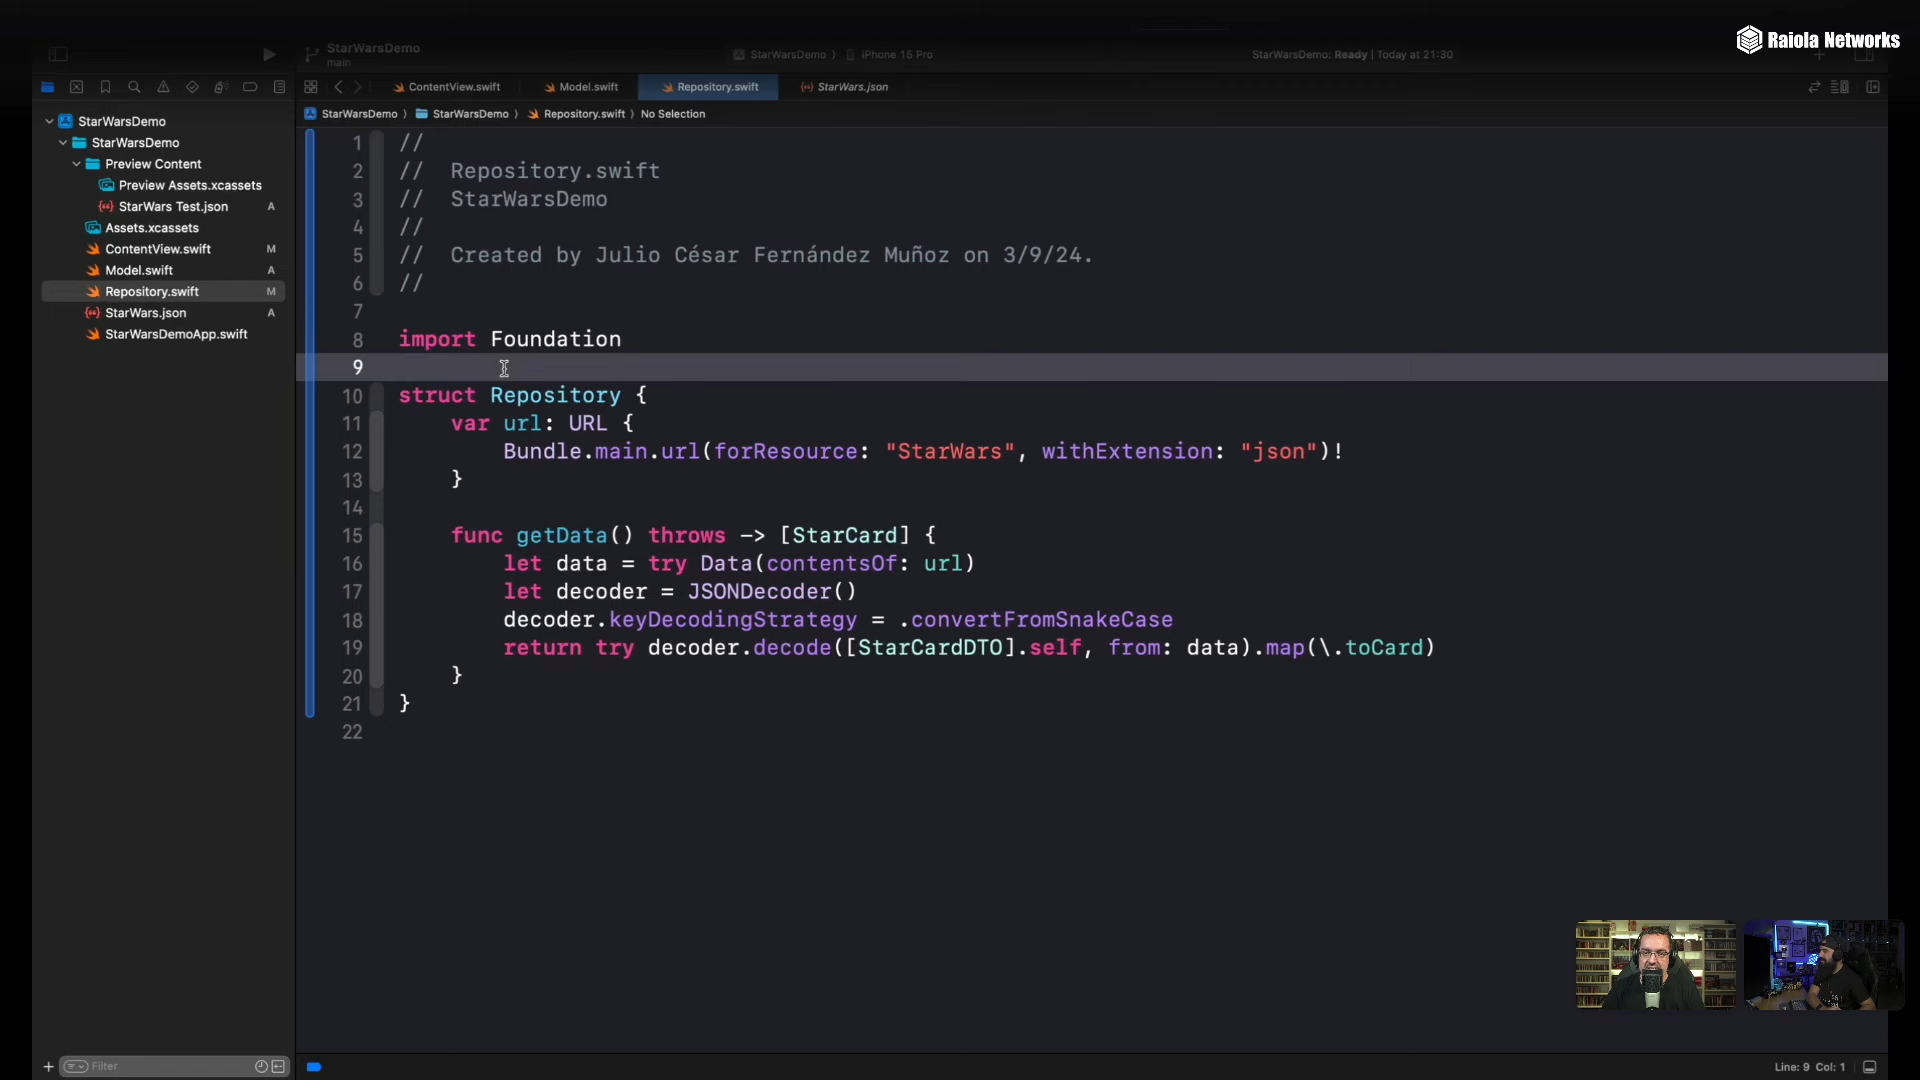 Raiola Networks
StarWarsDemo
main
StarWarsDemo
iPhone 15 Pro
StarWarsDemo: Ready | Today at 21:30
ContentView.swift
Model.swift
Repository.swift
StarWars.json
StarWarsDemo
StarWarsDemo
Repository.swift
No Selection
StarWarsDemo
StarWarsDemo
Preview Content
Preview Assets.xcassets
StarWars Test.json A
Assets.xcassets
ContentView.swift M
Model.swift A
Repository.swift M
StarWars.json A
StarWarsDemoApp.swift
1 //
2 // Repository.swift
3 // StarWarsDemo
4 //
5 // Created by Julio César Fernández Muñoz on 3/9/24.
6 //
7
8 import Foundation
9
10 struct Repository {
11 var url: URL {
12 Bundle.main.url(forResource: "StarWars", withExtension: "json")!
13 }
14
15 func getData() throws -> [StarCard] {
16 let data = try Data(contentsOf: url)
17 let decoder = JSONDecoder()
18 decoder.keyDecodingStrategy = .convertFromSnakeCase
19 return try decoder.decode([StarCardDTO].self, from: data).map(\.toCard)
20 }
21 }
22
Filter
Line: 9 Col: 1